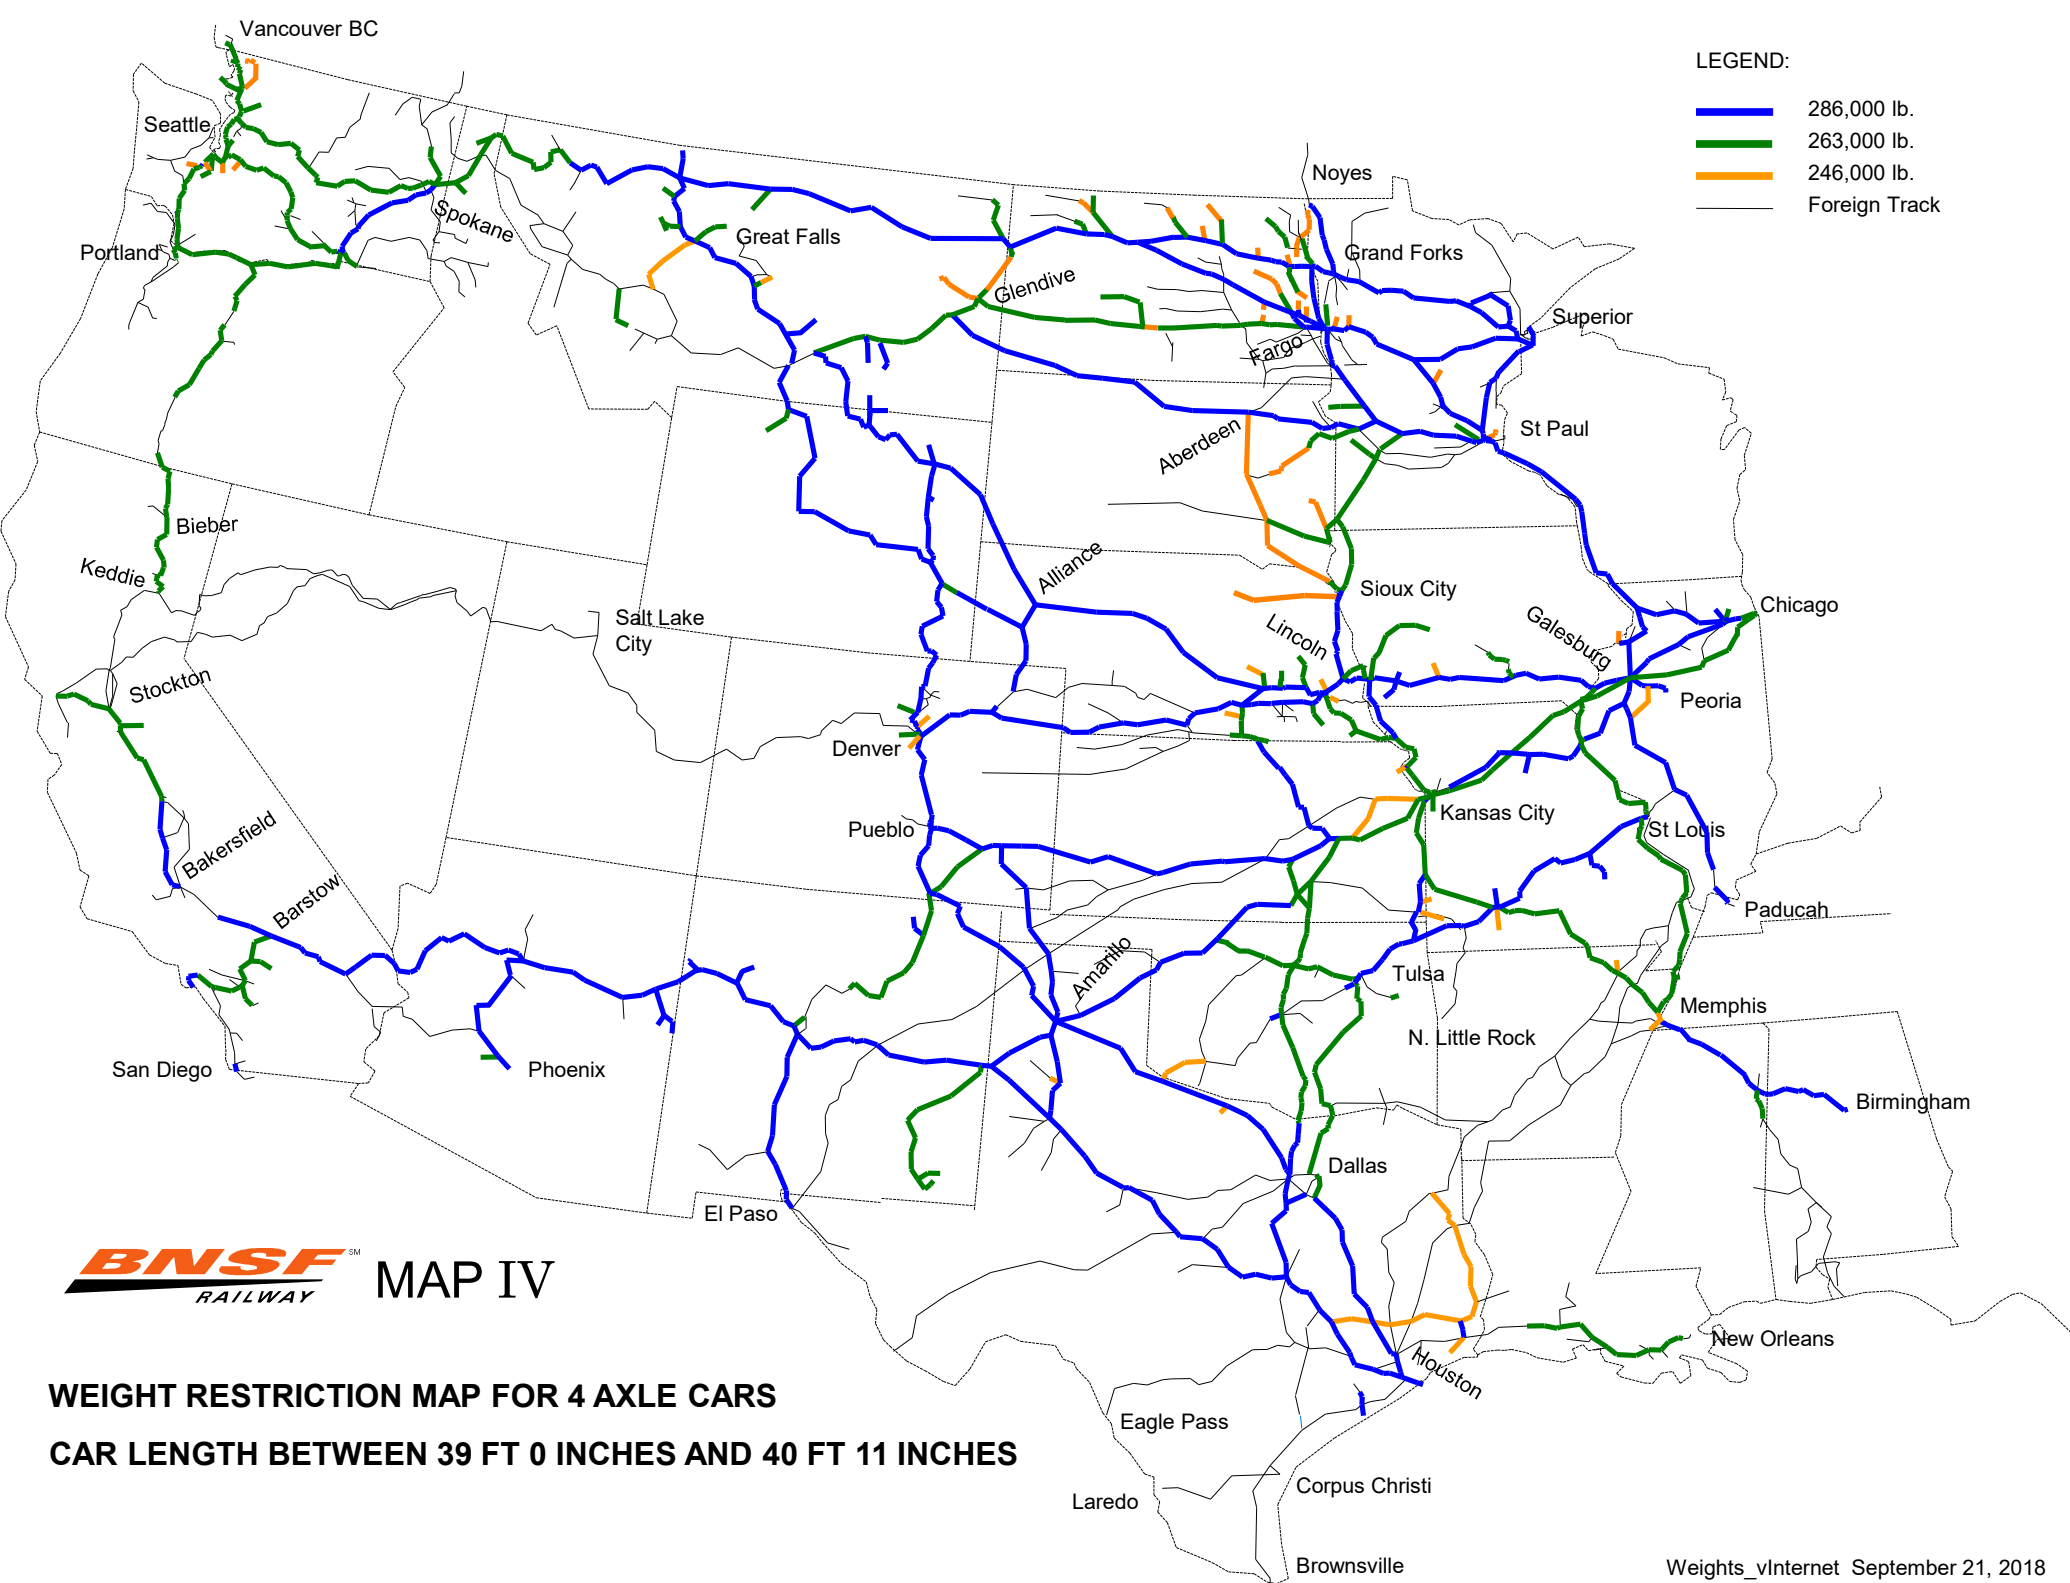 Vancouver BC
LEGEND:
286,000 lb.
263,000 lb.
246,000 lb.
Foreign Track
Seattle
Noyes
Spokane
Portland
Great Falls
Grand Forks
Glendive
Superior
Fargo
Aberdeen
St Paul
Bieber
Keddie
Alliance
Sioux City
Salt Lake
City
Lincoln
Galesburg
Chicago
Stockton
Peoria
Denver
Kansas City
Pueblo
St Louis
Bakersfield
Barstow
Paducah
Amarillo
Tulsa
Memphis
N. Little Rock
San Diego
Phoenix
Birmingham
Dallas
El Paso
BNSF SM
RAILWAY
MAP IV
New Orleans
Houston
WEIGHT RESTRICTION MAP FOR 4 AXLE CARS
Eagle Pass
CAR LENGTH BETWEEN 39 FT 0 INCHES AND 40 FT 11 INCHES
Corpus Christi
Laredo
Brownsville
Weights_vInternet September 21, 2018